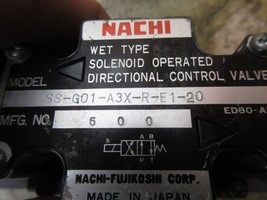 NACHI
WET TYPE
SOLENOID OPERATED
DIRECTIONAL CONTROL VALVE
MODEL
SS-G01-A3X-R-E1-20
MFG. NO.
600
ED80-A
b
A B
P T
NACHI-FUJIKOSHI CORP.
MADE IN JAPAN